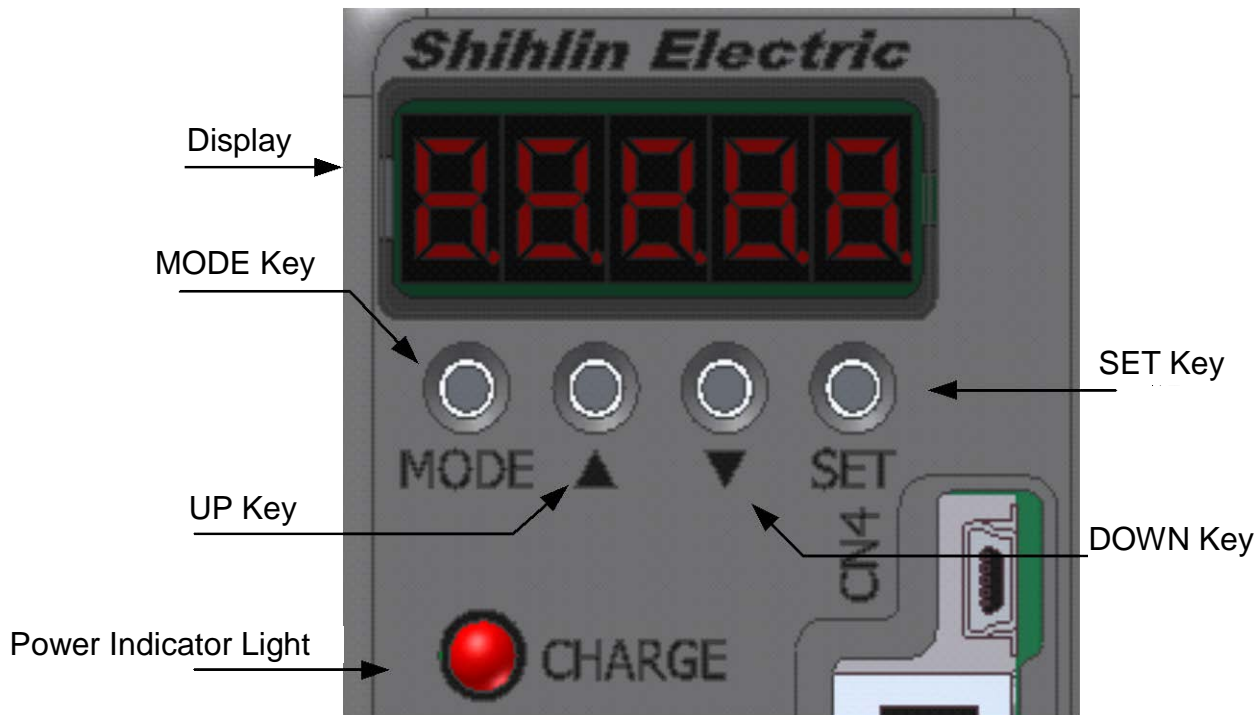 Shihlin Electric
Display
MODE Key
SET Key
MODE ▲ ▼ SET
UP Key
CN4
DOWN Key
Power Indicator Light
CHARGE